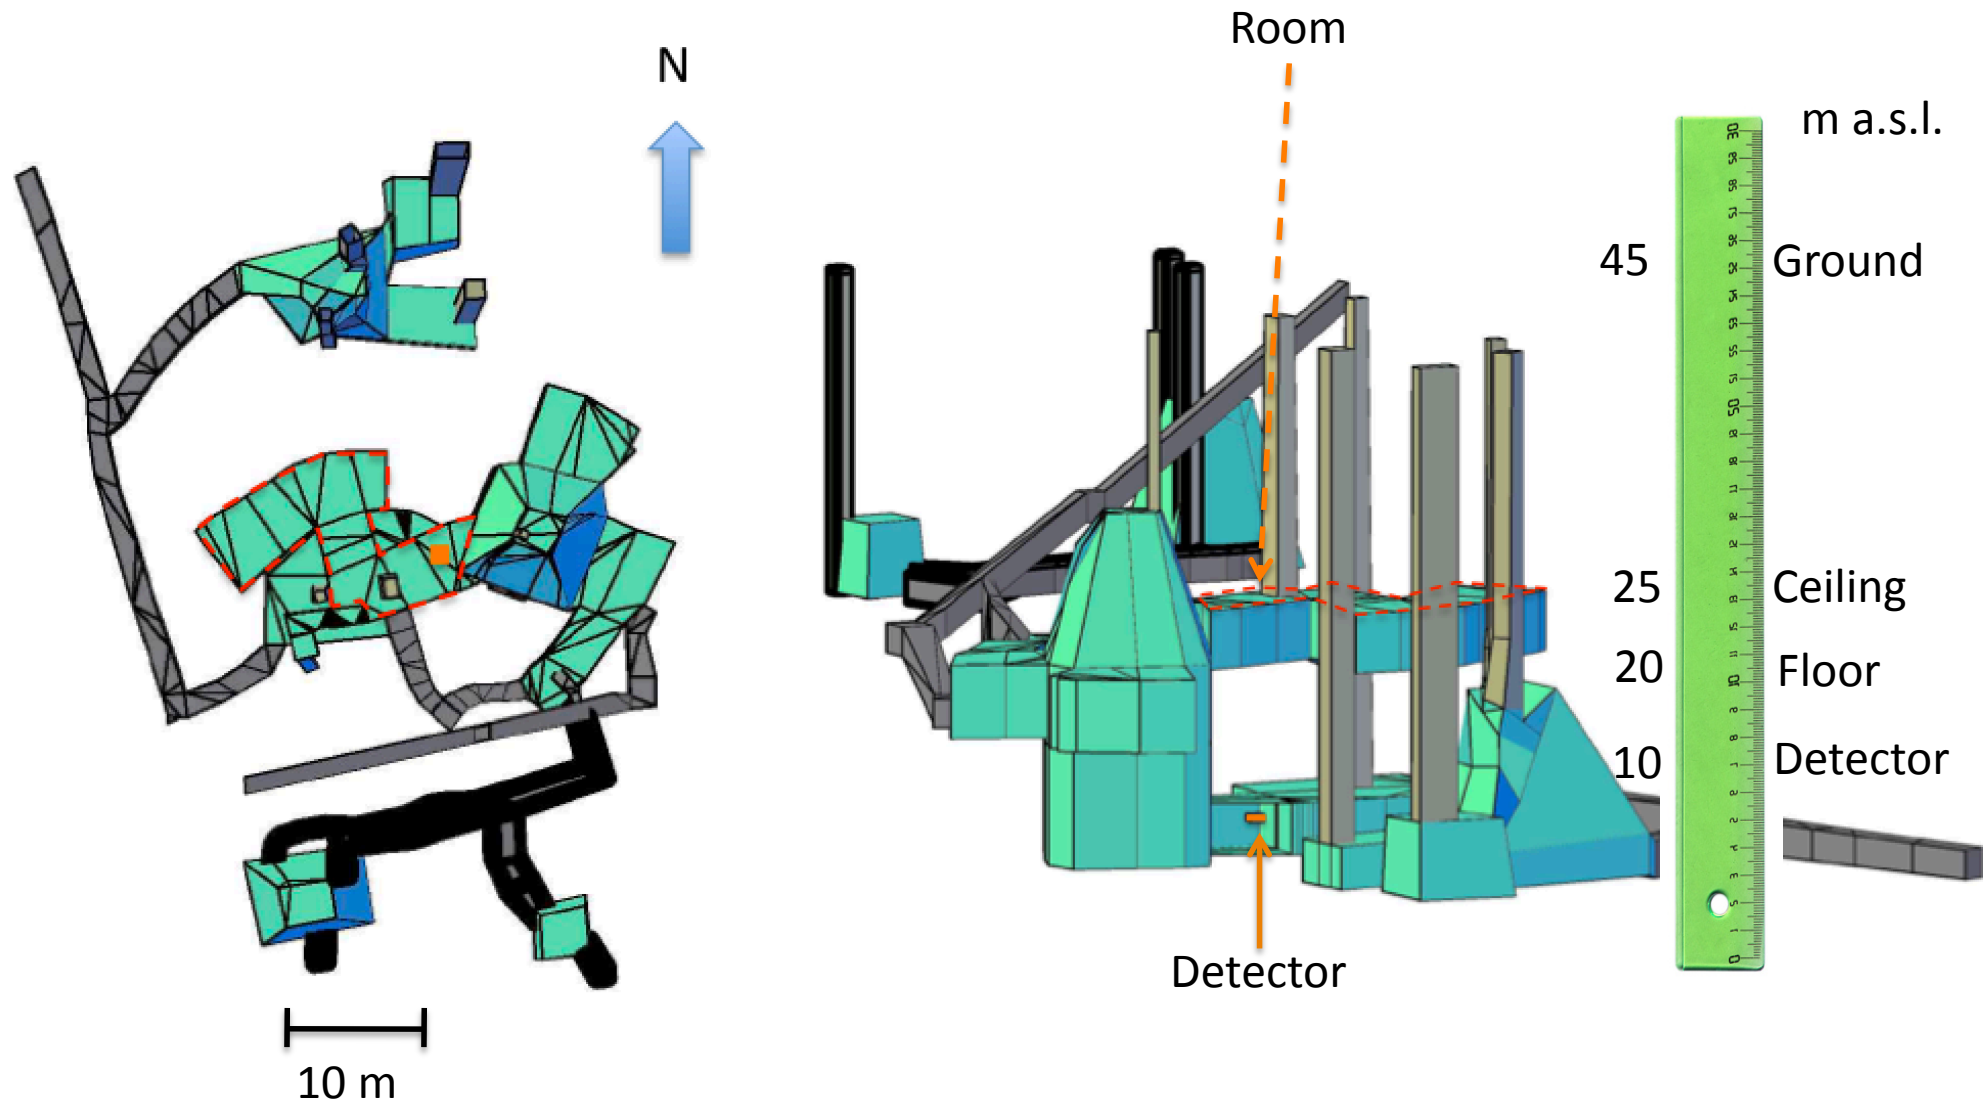 Room
N
m a.s.l.
45 Ground
25 Ceiling
20 Floor
10 Detector
Detector
10 m